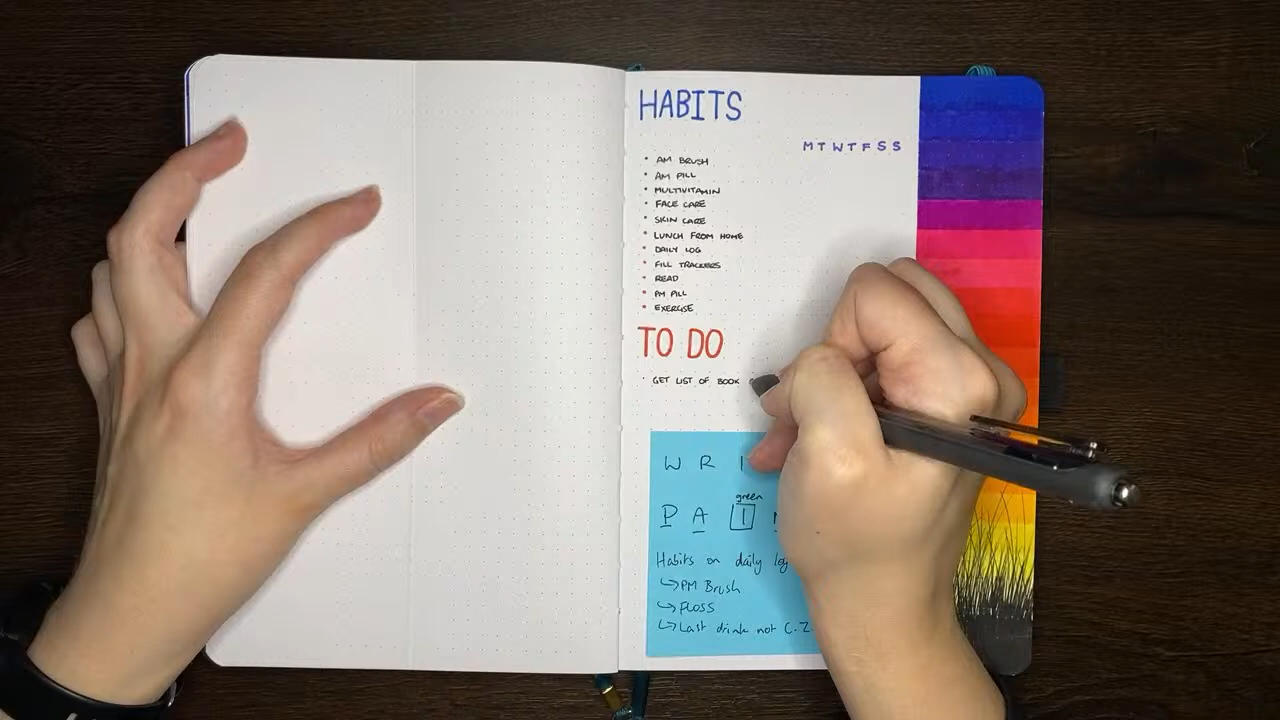 HABITS
M T W T F S S
• AM BRUSH
• AM PILL
• MULTIVITAMIN
• FACE CARE
• SKIN CARE
• LUNCH FROM HOME
• DAILY LOG
• FILL TRACKERS
• READ
• PM PILL
• EXERCISE
TO DO
• GET LIST OF BOOK
W R I
green
P A I
Habits on daily log
↳ PM Brush
↳ Floss
↳ Last drink not C.Z.